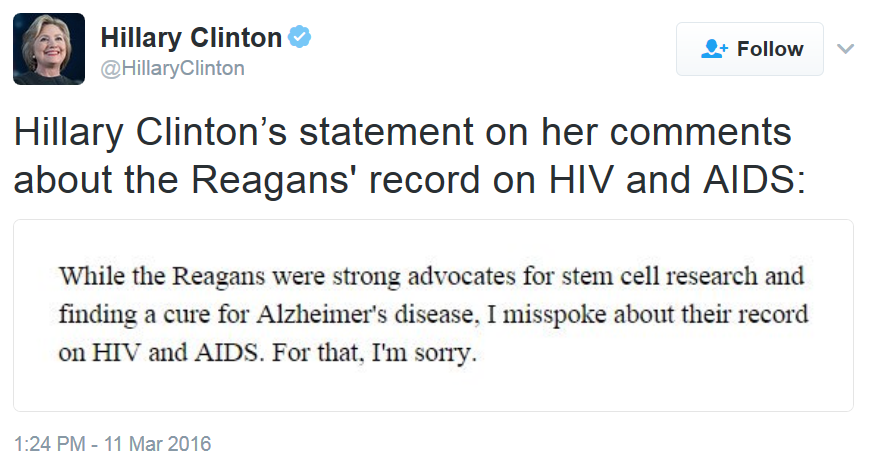 Hillary Clinton
@HillaryClinton
Follow
Hillary Clinton’s statement on her comments
about the Reagans' record on HIV and AIDS:
While the Reagans were strong advocates for stem cell research and
finding a cure for Alzheimer's disease, I misspoke about their record
on HIV and AIDS. For that, I'm sorry.
1:24 PM - 11 Mar 2016